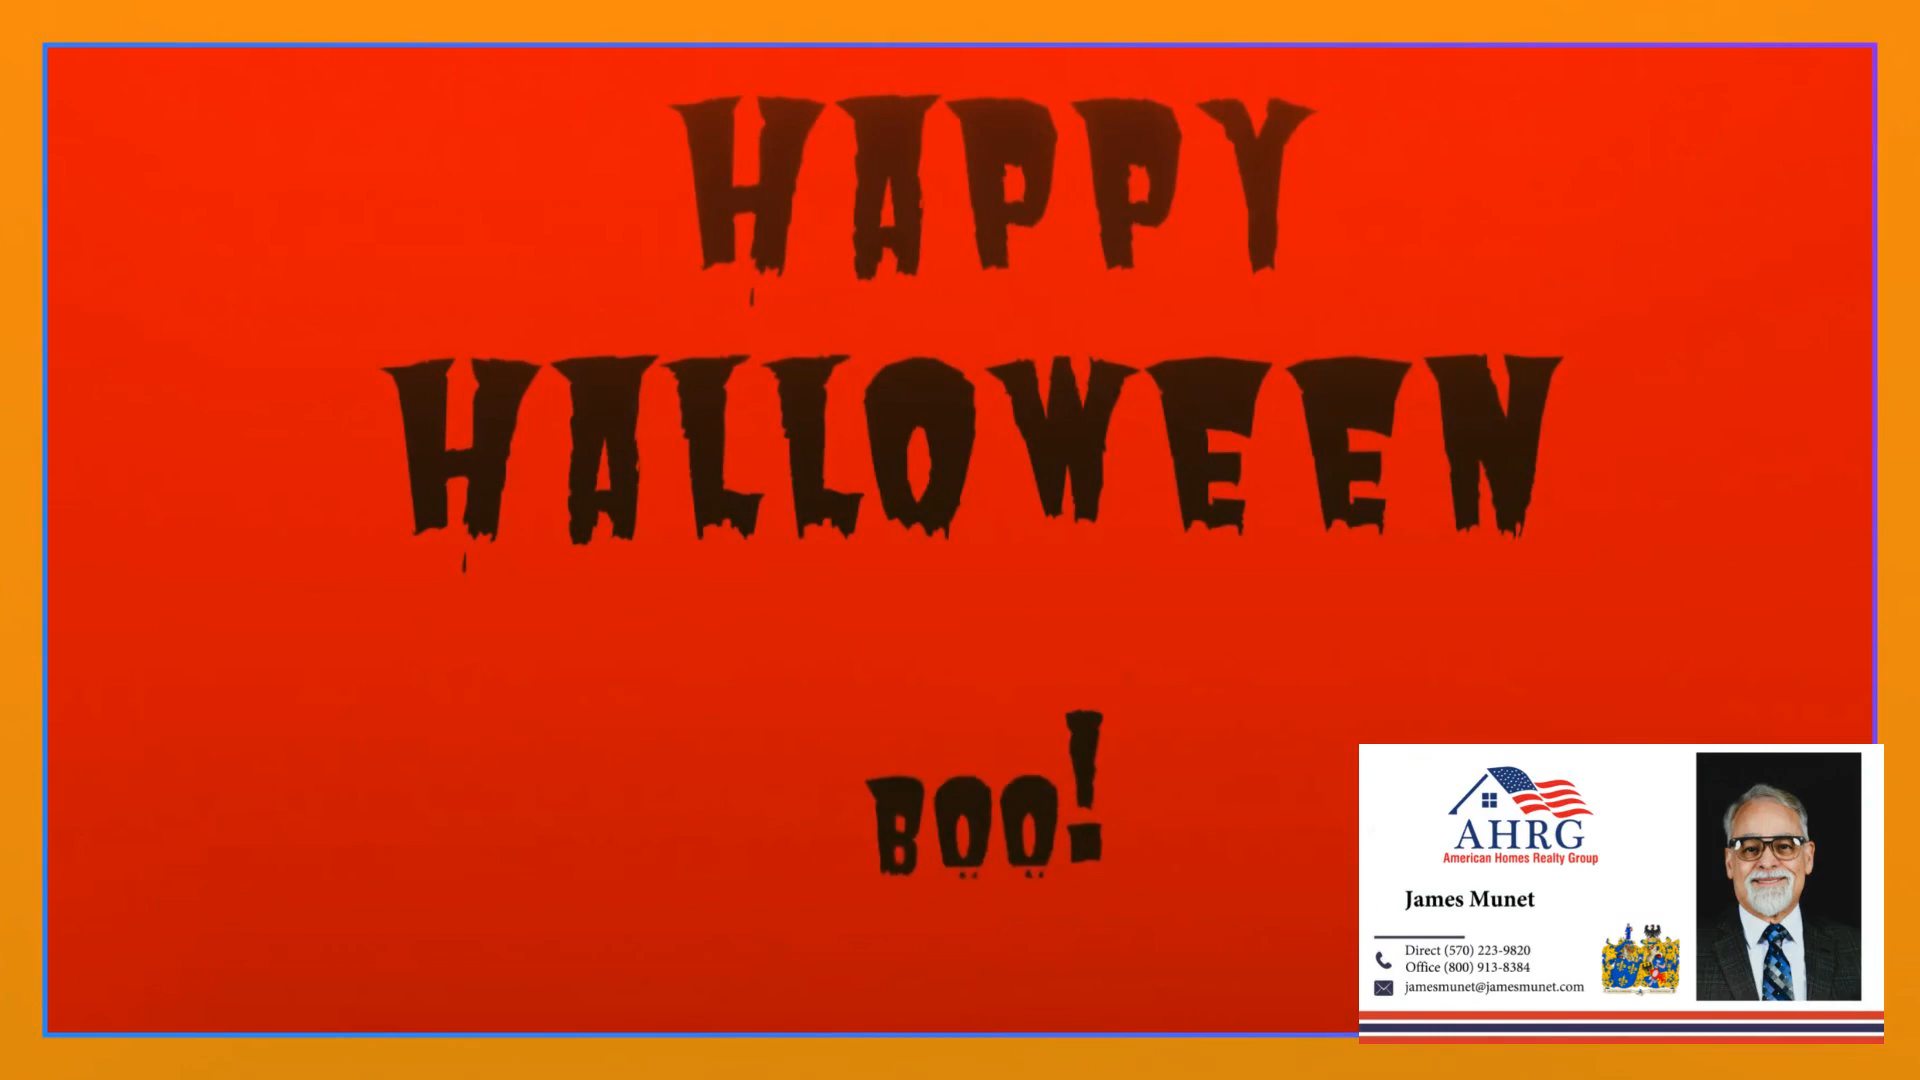 HAPPY
HALLOWEEN
BOO!
AHRG
American Homes Realty Group
James Munet
Direct (570) 223-9820
Office (800) 913-8384
jamesmunet@jamesmunet.com